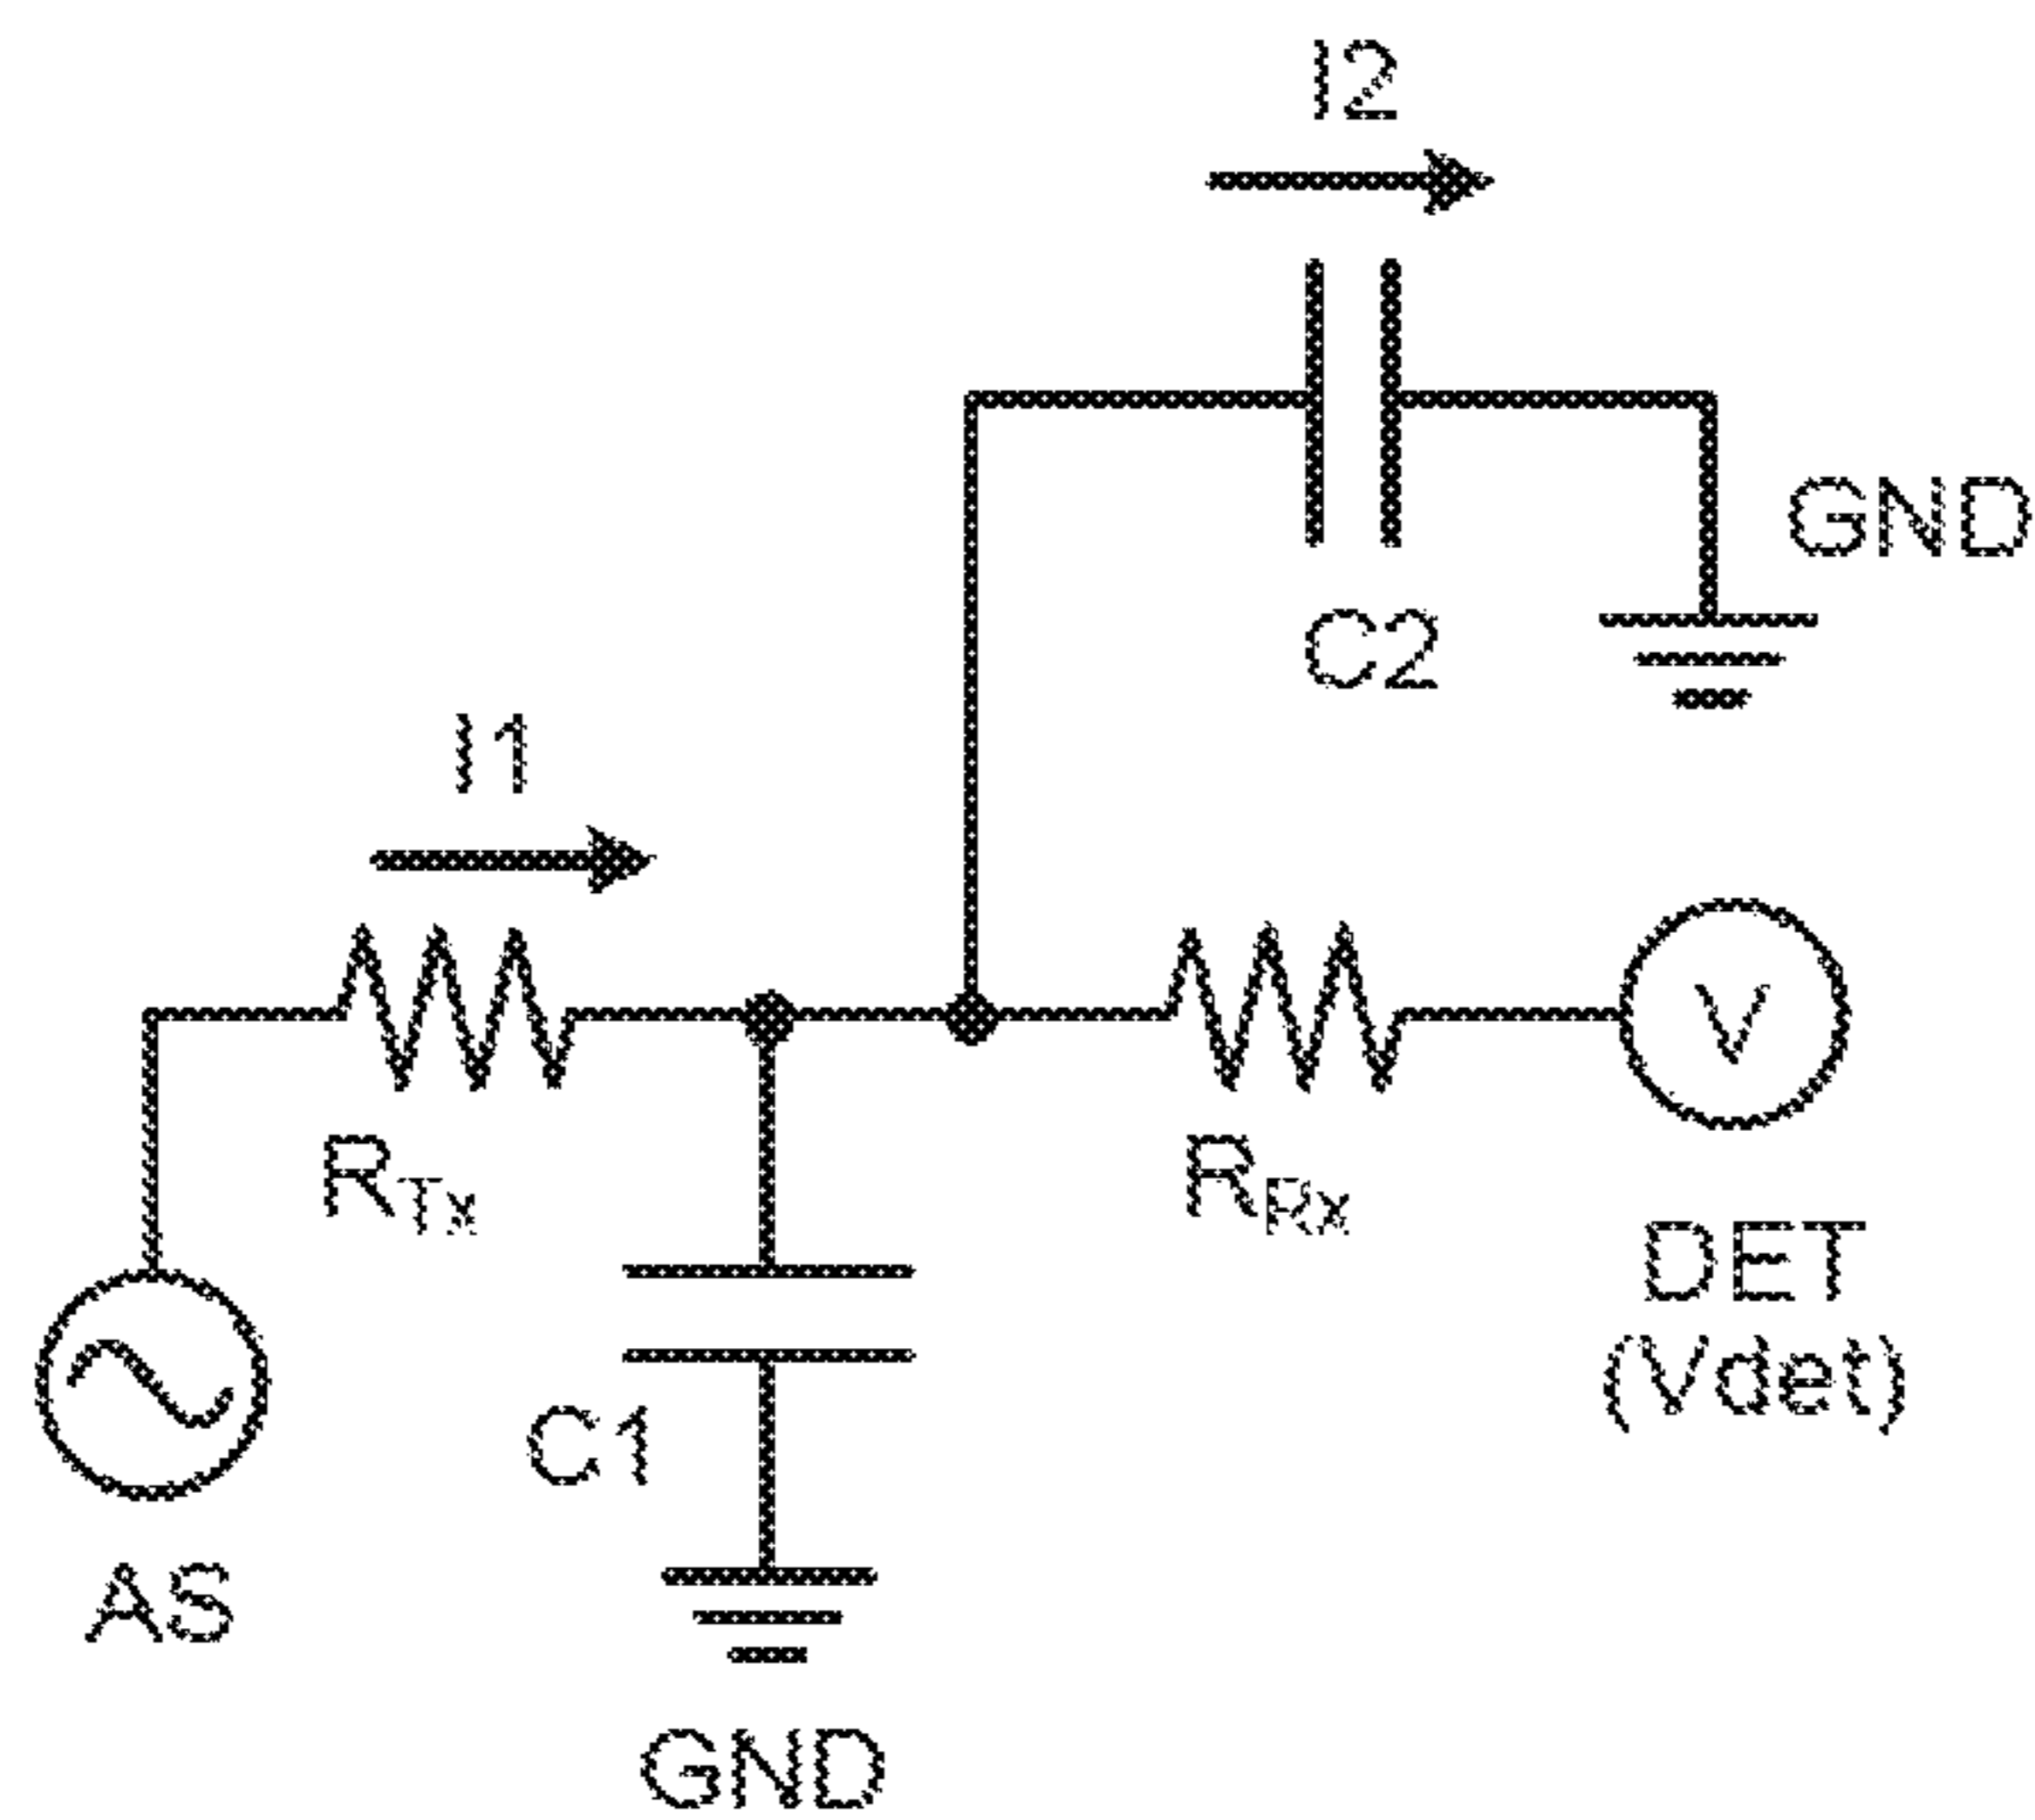 I2
GND
C2
I1
V
RTx
RRx
DET
(Vdet)
C1
AS
GND